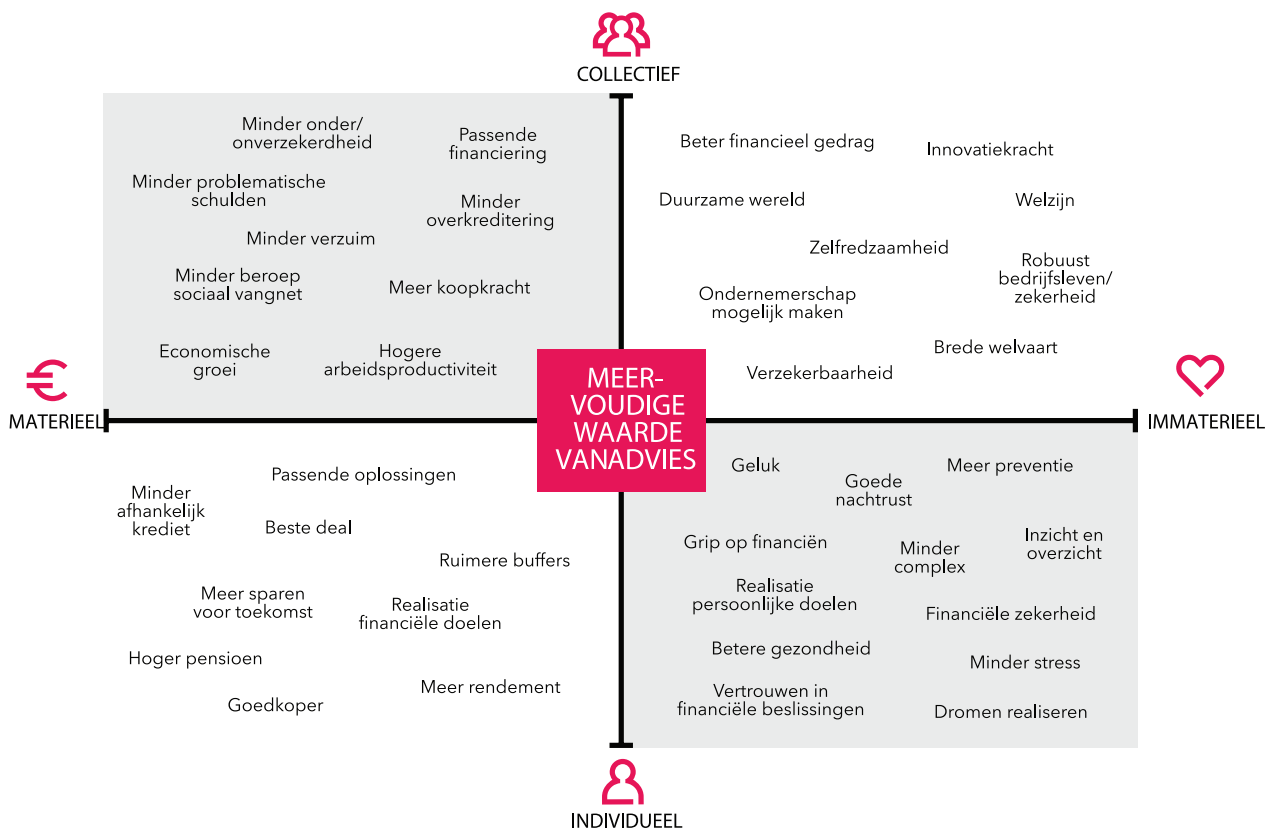 COLLECTIEF
Minder onder/
onverzekerdheid
Passende
financiering
Minder problematische
schulden
Minder
overkreditering
Minder verzuim
Minder beroep
sociaal vangnet
Meer koopkracht
Economische
groei
Hogere
arbeidsproductiviteit
Beter financieel gedrag
Innovatiekracht
Duurzame wereld
Welzijn
Zelfredzaamheid
Robuust
bedrijfsleven/
zekerheid
Ondernemerschap
mogelijk maken
Brede welvaart
Verzekerbaarheid
MATERIEEL
MEER-
VOUDIGE
WAARDE
VANADVIES
IMMATERIEEL
Passende oplossingen
Minder
afhankelijk
krediet
Beste deal
Ruimere buffers
Meer sparen
voor toekomst
Realisatie
financiële doelen
Hoger pensioen
Meer rendement
Goedkoper
Geluk
Meer preventie
Goede
nachtrust
Grip op financiën
Minder
complex
Inzicht en
overzicht
Realisatie
persoonlijke doelen
Financiële zekerheid
Betere gezondheid
Minder stress
Vertrouwen in
financiële beslissingen
Dromen realiseren
INDIVIDUEEL